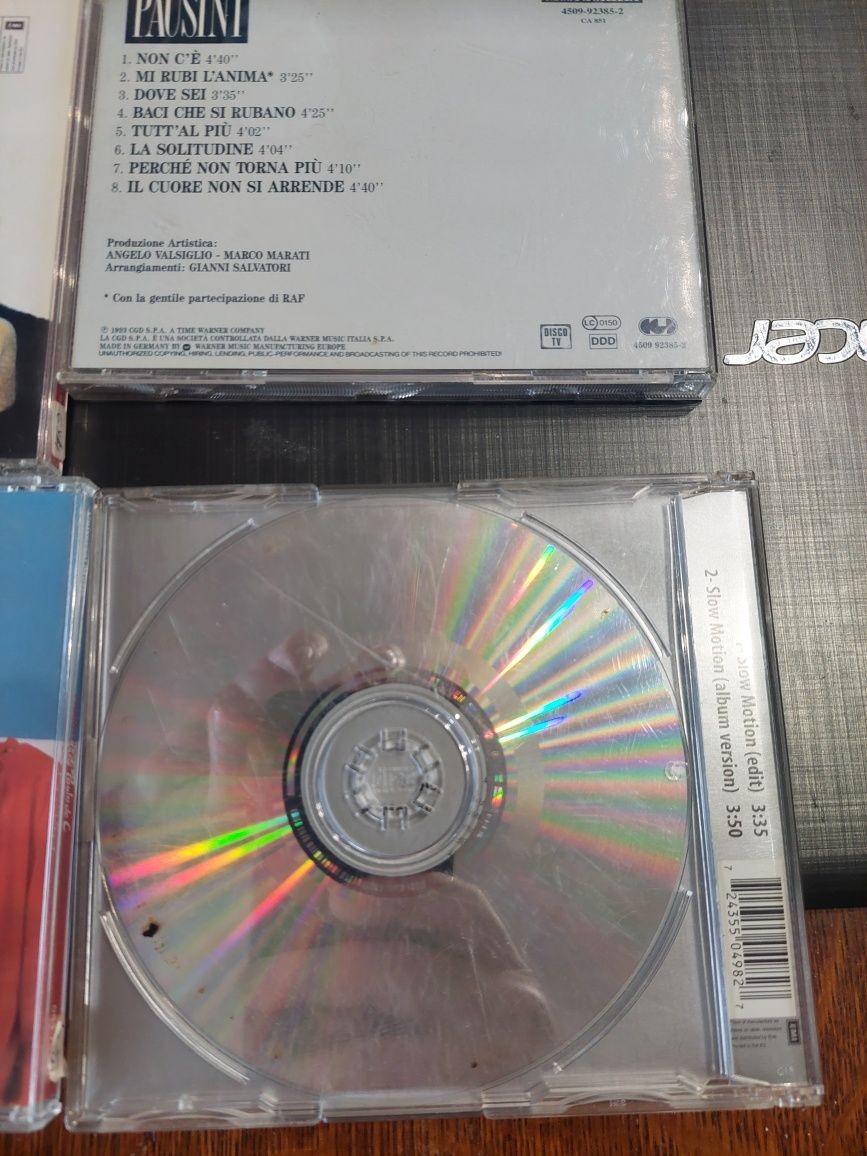 PAUSINI
4509-92385-2
CA 851
1. NON C'È 4'40''
2. MI RUBI L'ANIMA* 3'25''
3. DOVE SEI 3'35''
4. BACI CHE SI RUBANO 4'25''
5. TUTT'AL PIÙ 4'02''
6. LA SOLITUDINE 4'04''
7. PERCHÉ NON TORNA PIÙ 4'10''
8. IL CUORE NON SI ARRENDE 4'40''
Produzione Artistica:
ANGELO VALSIGLIO - MARCO MARATI
Arrangiamenti: GIANNI SALVATORI
* Con la gentile partecipazione di RAF
℗ 1993 CGD S.P.A. A TIME WARNER COMPANY
LA CGD S.P.A. È UNA SOCIETÀ CONTROLLATA DALLA WARNER MUSIC ITALIA S.P.A.
MADE IN GERMANY BY WARNER MUSIC MANUFACTURING EUROPE
UNAUTHORIZED COPYING, HIRING, LENDING, PUBLIC-PERFORMANCE AND BROADCASTING OF THIS RECORD PROHIBITED!
DISCO TV
LC 0150
DDD
4509 92385-2
acer
Slow Motion (edit) 3:35
2- Slow Motion (album version) 3:50
7 24355 04982 7
EMI